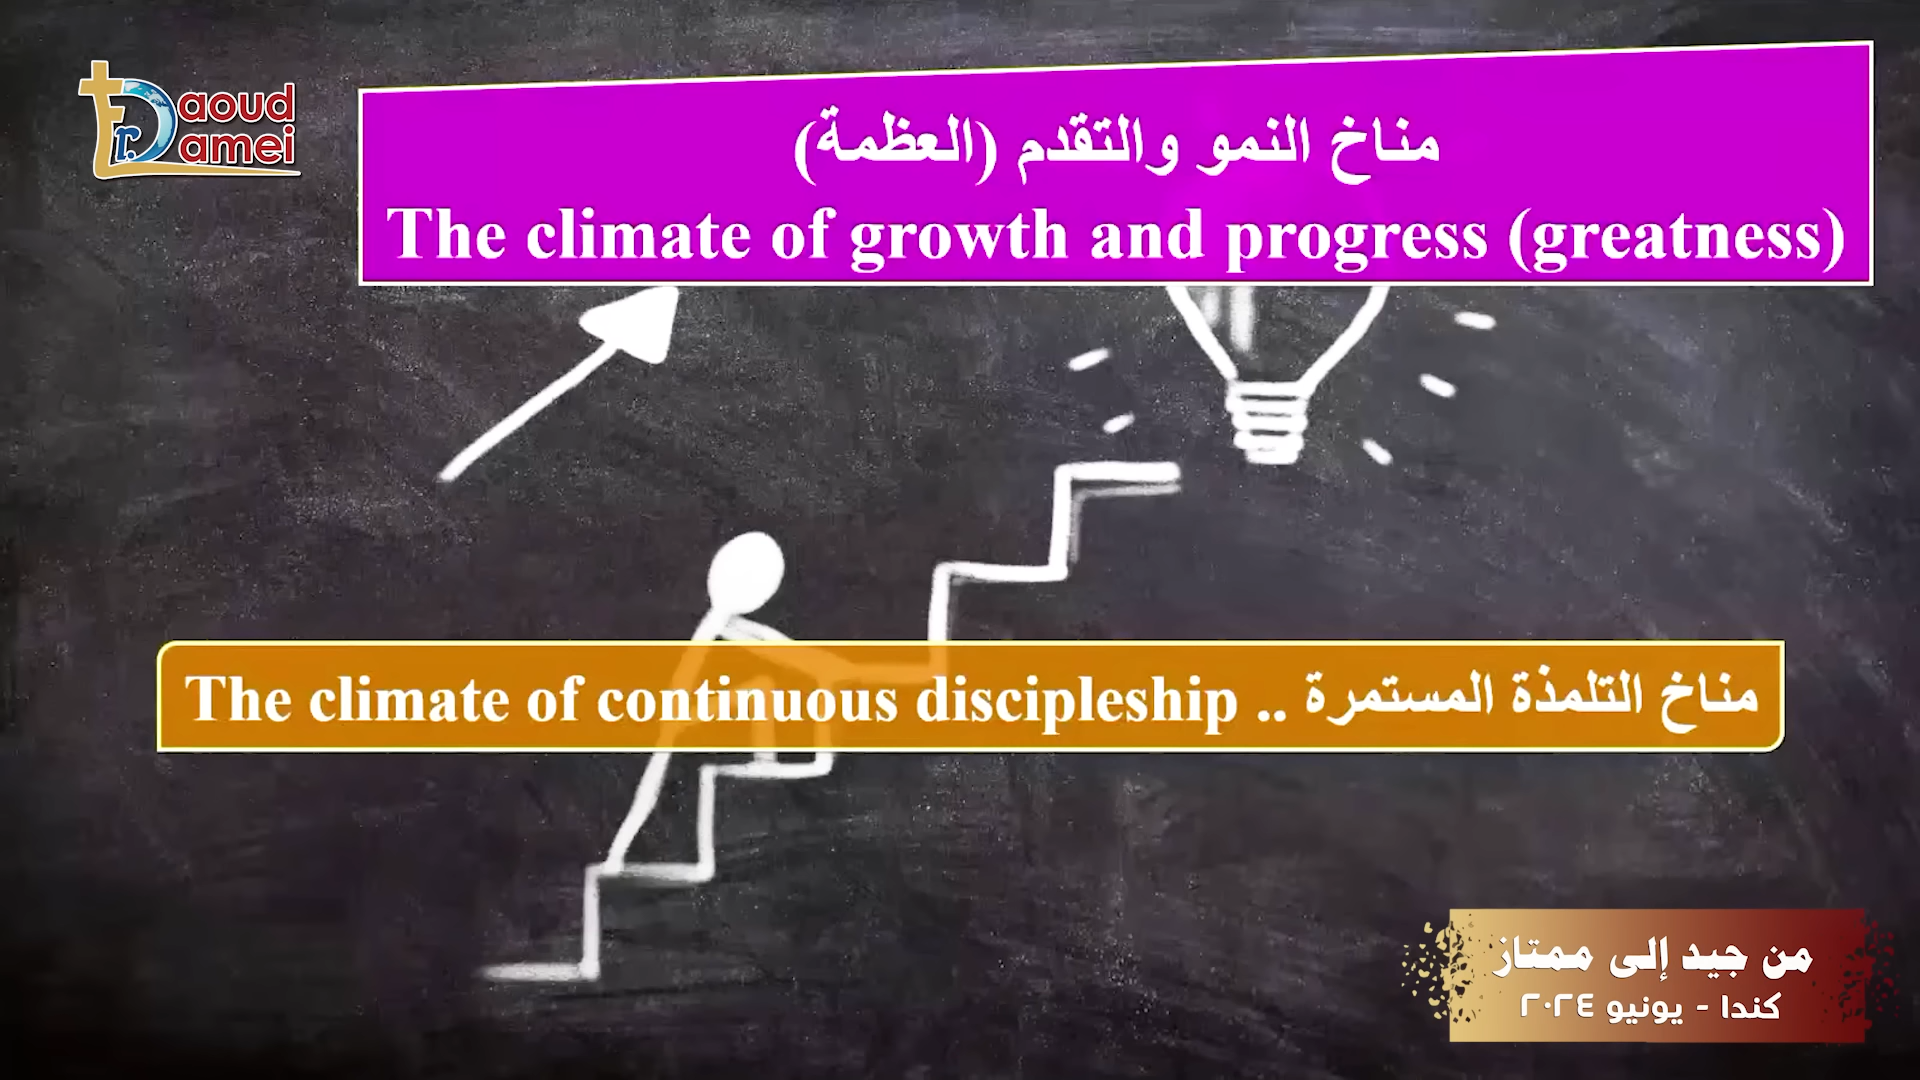 Fr. Daoud
Lamei
مناخ النمو والتقدم (العظمة)
The climate of growth and progress (greatness)
The climate of continuous discipleship .. مناخ التلمذة المستمرة
من جيد إلى ممتاز
كندا - يونيو ٢٠٢٤